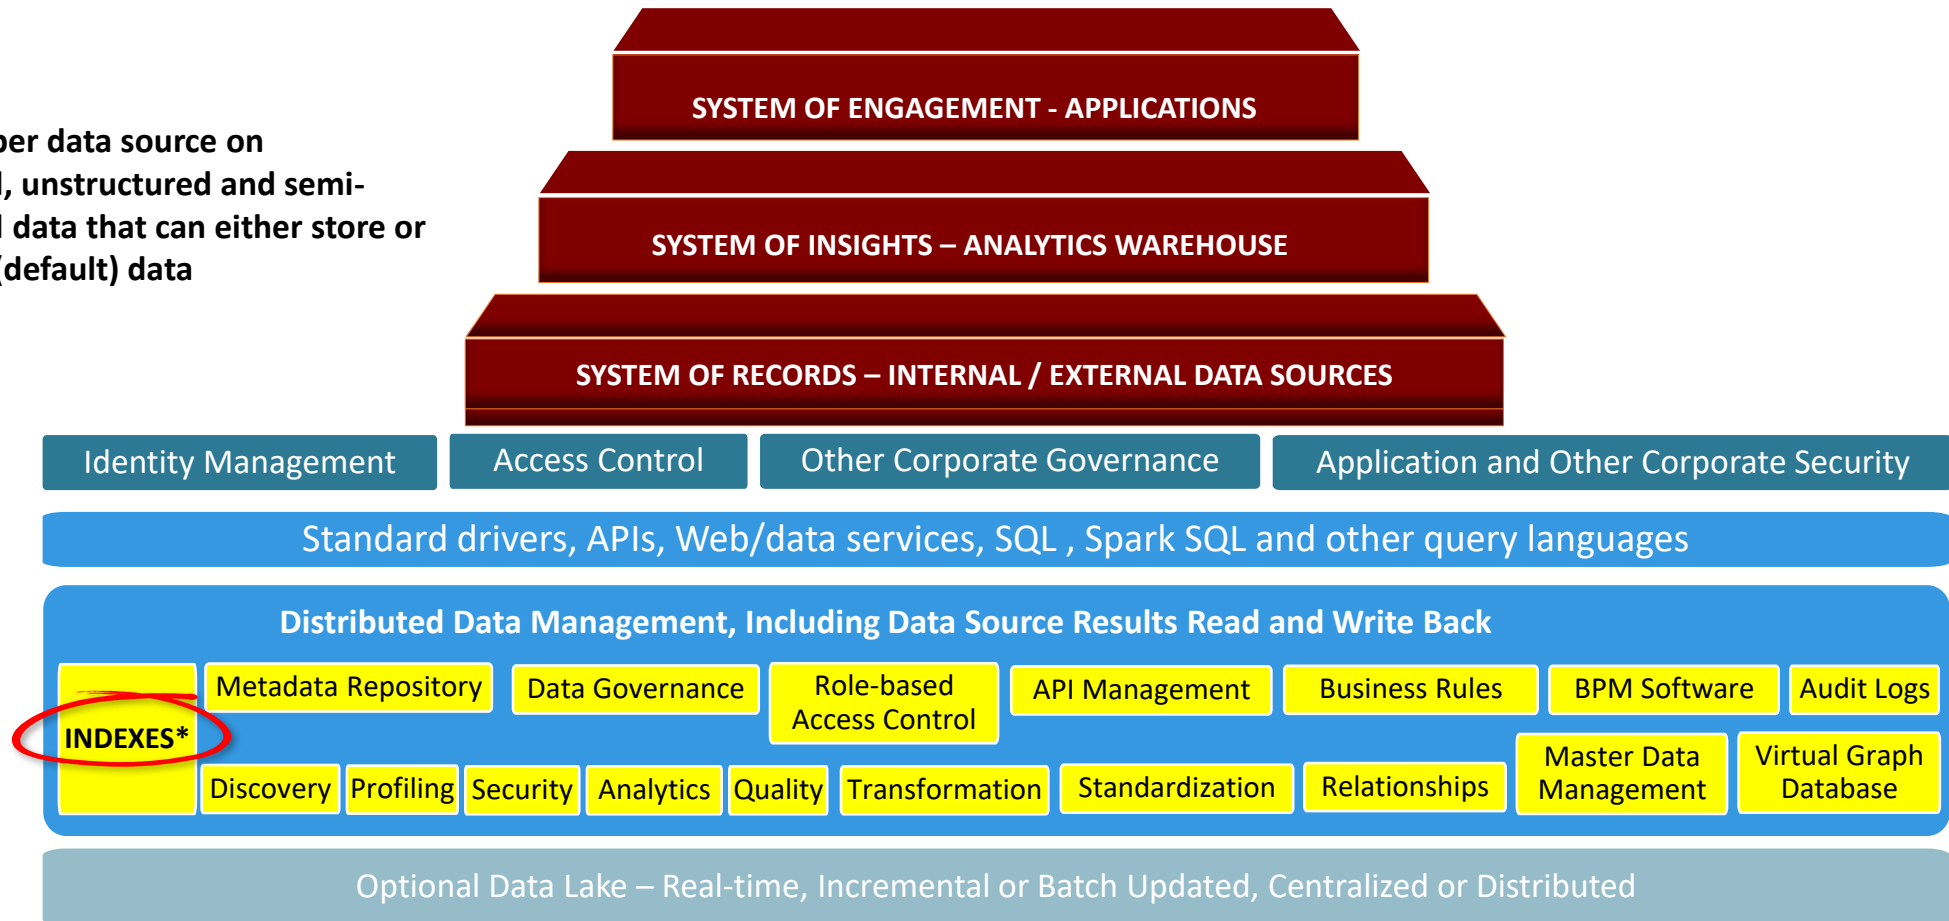 SYSTEM OF ENGAGEMENT - APPLICATIONS
per data source on
, unstructured and semi-
data that can either store or
(default) data
SYSTEM OF INSIGHTS – ANALYTICS WAREHOUSE
SYSTEM OF RECORDS – INTERNAL / EXTERNAL DATA SOURCES
Identity Management
Access Control
Other Corporate Governance
Application and Other Corporate Security
Standard drivers, APIs, Web/data services, SQL , Spark SQL and other query languages
Distributed Data Management, Including Data Source Results Read and Write Back
INDEXES*
Metadata Repository
Data Governance
Role-based
Access Control
API Management
Business Rules
BPM Software
Audit Logs
Discovery
Profiling
Security
Analytics
Quality
Transformation
Standardization
Relationships
Master Data
Management
Virtual Graph
Database
Optional Data Lake – Real-time, Incremental or Batch Updated, Centralized or Distributed